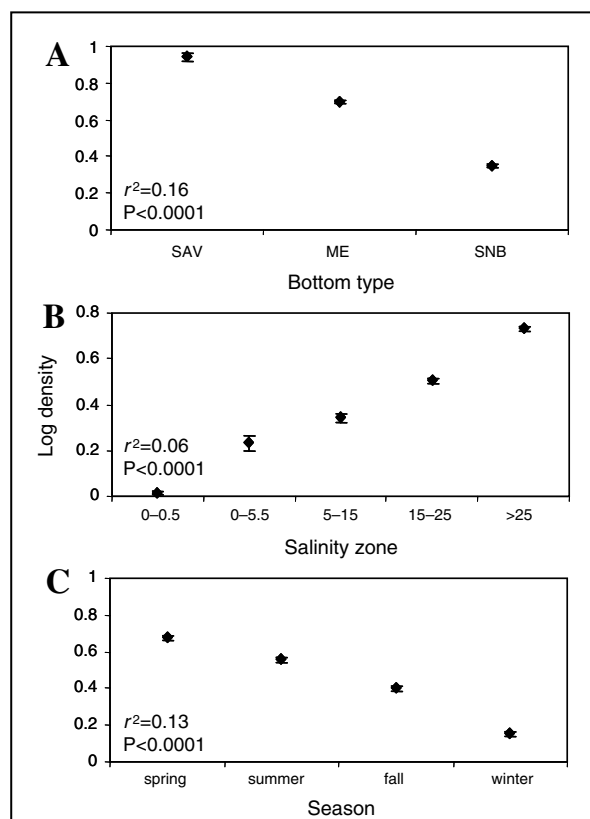 A
1
0.8
0.6
0.4
0.2
0
r²=0.16
P<0.0001
SAV ME SNB
Bottom type
B
0.8
0.6
0.4
0.2
0
Log density
r²=0.06
P<0.0001
0–0.5 0–5.5 5–15 15–25 >25
Salinity zone
C
1
0.8
0.6
0.4
0.2
0
r²=0.13
P<0.0001
spring summer fall winter
Season